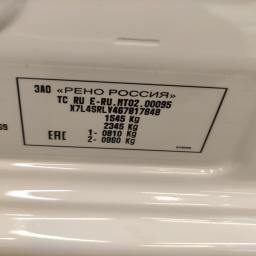 ЗАО «РЕНО РОССИЯ»
TC RU E-RU.MT02.00095
X7L4SRLV467817848
1545 Kg
2345 Kg
EAC 1- 0810 Kg
2- 0860 Kg